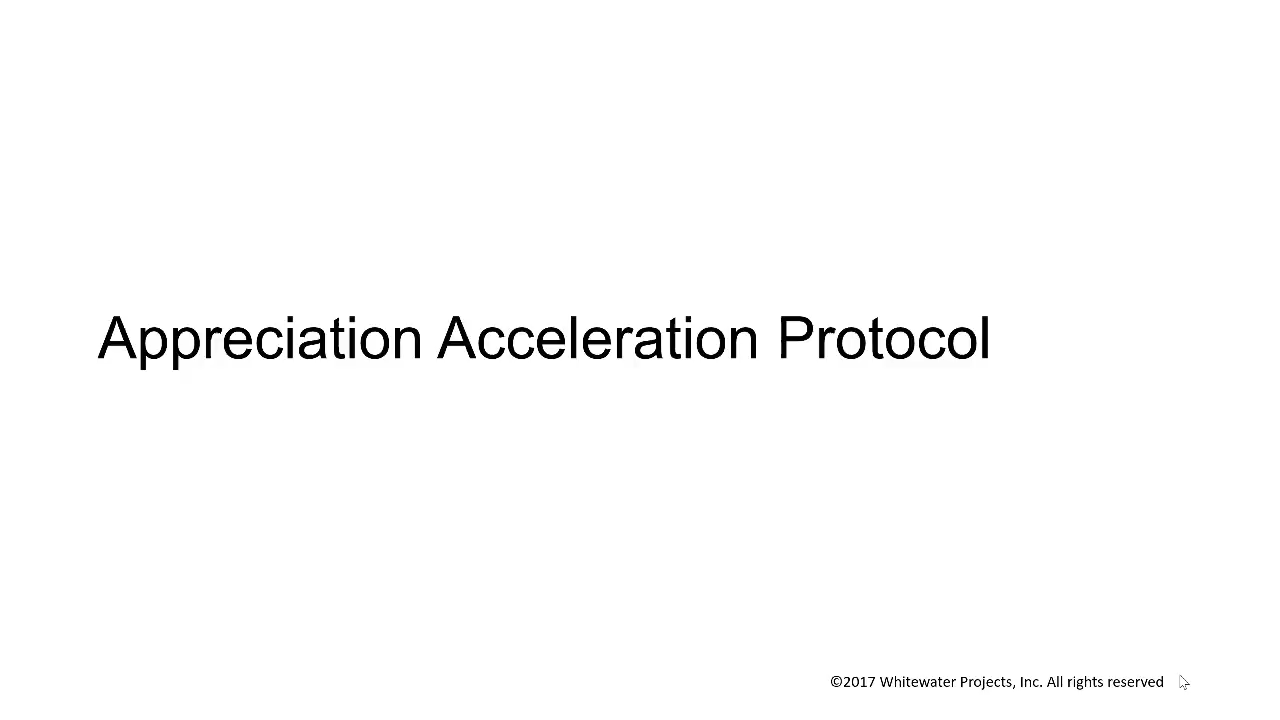 Appreciation Acceleration Protocol
©2017 Whitewater Projects, Inc. All rights reserved